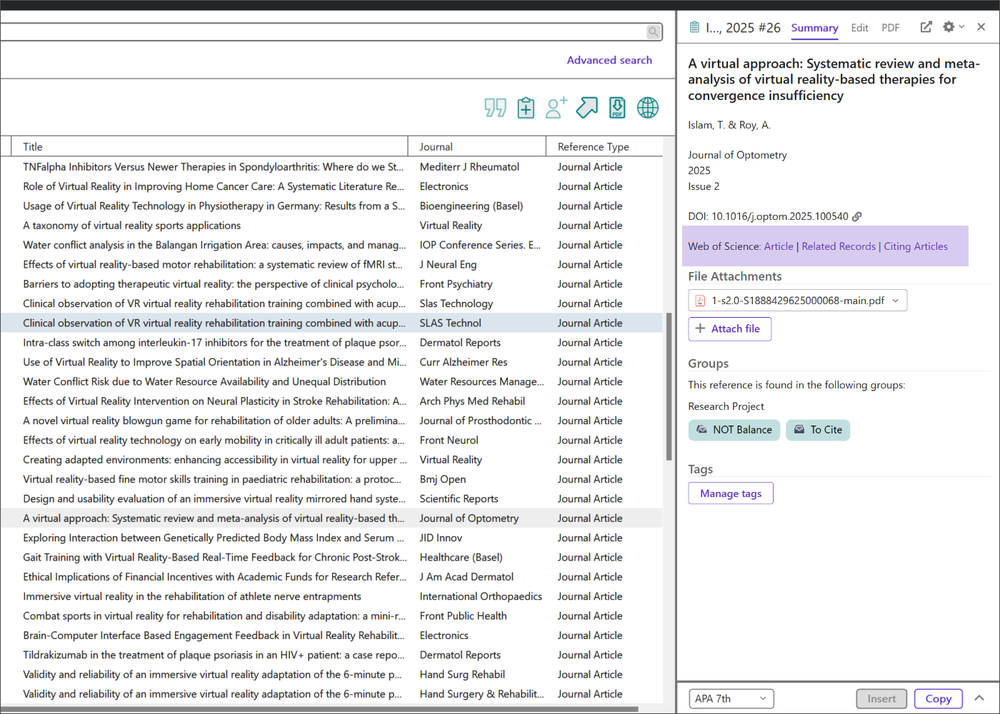 Advanced search
PDF
Title Journal Reference Type
TNFalpha Inhibitors Versus Newer Therapies in Spondyloarthritis: Where do we St... Mediterr J Rheumatol Journal Article
Role of Virtual Reality in Improving Home Cancer Care: A Systematic Literature Re... Electronics Journal Article
Usage of Virtual Reality Technology in Physiotherapy in Germany: Results from a S... Bioengineering (Basel) Journal Article
A taxonomy of virtual reality sports applications Virtual Reality Journal Article
Water conflict analysis in the Balangan Irrigation Area: causes, impacts, and manag... IOP Conference Series. E... Journal Article
Effects of virtual reality-based motor rehabilitation: a systematic review of fMRI st... J Neural Eng Journal Article
Barriers to adopting therapeutic virtual reality: the perspective of clinical psycholo... Front Psychiatry Journal Article
Clinical observation of VR virtual reality rehabilitation training combined with acup... Slas Technology Journal Article
Clinical observation of VR virtual reality rehabilitation training combined with acup... SLAS Technol Journal Article
Intra-class switch among interleukin-17 inhibitors for the treatment of plaque psor... Dermatol Reports Journal Article
Use of Virtual Reality to Improve Spatial Orientation in Alzheimer's Disease and Mi... Curr Alzheimer Res Journal Article
Water Conflict Risk due to Water Resource Availability and Unequal Distribution Water Resources Manage... Journal Article
Effects of Virtual Reality Intervention on Neural Plasticity in Stroke Rehabilitation: A... Arch Phys Med Rehabil Journal Article
A novel virtual reality blowgun game for rehabilitation of older adults: A prelimina... Journal of Prosthodontic ... Journal Article
Effects of virtual reality technology on early mobility in critically ill adult patients: a... Front Neurol Journal Article
Creating adapted environments: enhancing accessibility in virtual reality for upper ... Virtual Reality Journal Article
Virtual reality-based fine motor skills training in paediatric rehabilitation: a protoc... Bmj Open Journal Article
Design and usability evaluation of an immersive virtual reality mirrored hand syste... Scientific Reports Journal Article
A virtual approach: Systematic review and meta-analysis of virtual reality-based th... Journal of Optometry Journal Article
Exploring Interaction between Genetically Predicted Body Mass Index and Serum ... JID Innov Journal Article
Gait Training with Virtual Reality-Based Real-Time Feedback for Chronic Post-Strok... Healthcare (Basel) Journal Article
Ethical Implications of Financial Incentives with Academic Funds for Research Refer... J Am Acad Dermatol Journal Article
Immersive virtual reality in the rehabilitation of athlete nerve entrapments International Orthopaedics Journal Article
Combat sports in virtual reality for rehabilitation and disability adaptation: a mini-r... Front Public Health Journal Article
Brain-Computer Interface Based Engagement Feedback in Virtual Reality Rehabilit... Electronics Journal Article
Tildrakizumab in the treatment of plaque psoriasis in an HIV+ patient: a case repo... Dermatol Reports Journal Article
Validity and reliability of an immersive virtual reality adaptation of the 6-minute p... Hand Surg Rehabil Journal Article
Validity and reliability of an immersive virtual reality adaptation of the 6-minute p... Hand Surgery & Rehabilit... Journal Article
I..., 2025 #26 Summary Edit PDF
A virtual approach: Systematic review and meta-
analysis of virtual reality-based therapies for
convergence insufficiency
Islam, T. & Roy, A.
Journal of Optometry
2025
Issue 2
DOI: 10.1016/j.optom.2025.100540
Web of Science: Article | Related Records | Citing Articles
File Attachments
1-s2.0-S1888429625000068-main.pdf
+ Attach file
Groups
This reference is found in the following groups:
Research Project
NOT Balance To Cite
Tags
Manage tags
APA 7th Insert Copy